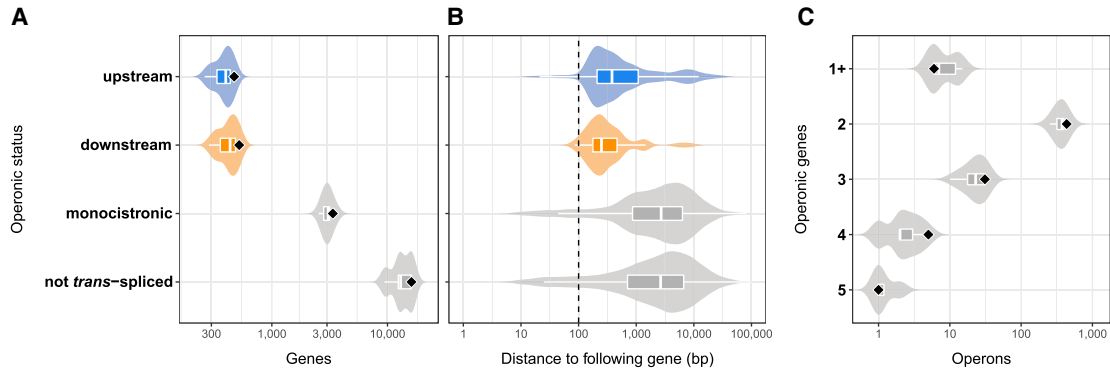 A
B
C
Operonic status
upstream
downstream
monocistronic
not trans−spliced
300 1,000 3,000 10,000
Genes
1 10 100 1,000 10,000 100,000
Distance to following gene (bp)
Operonic genes
1+
2
3
4
5
1 10 100 1,000
Operons